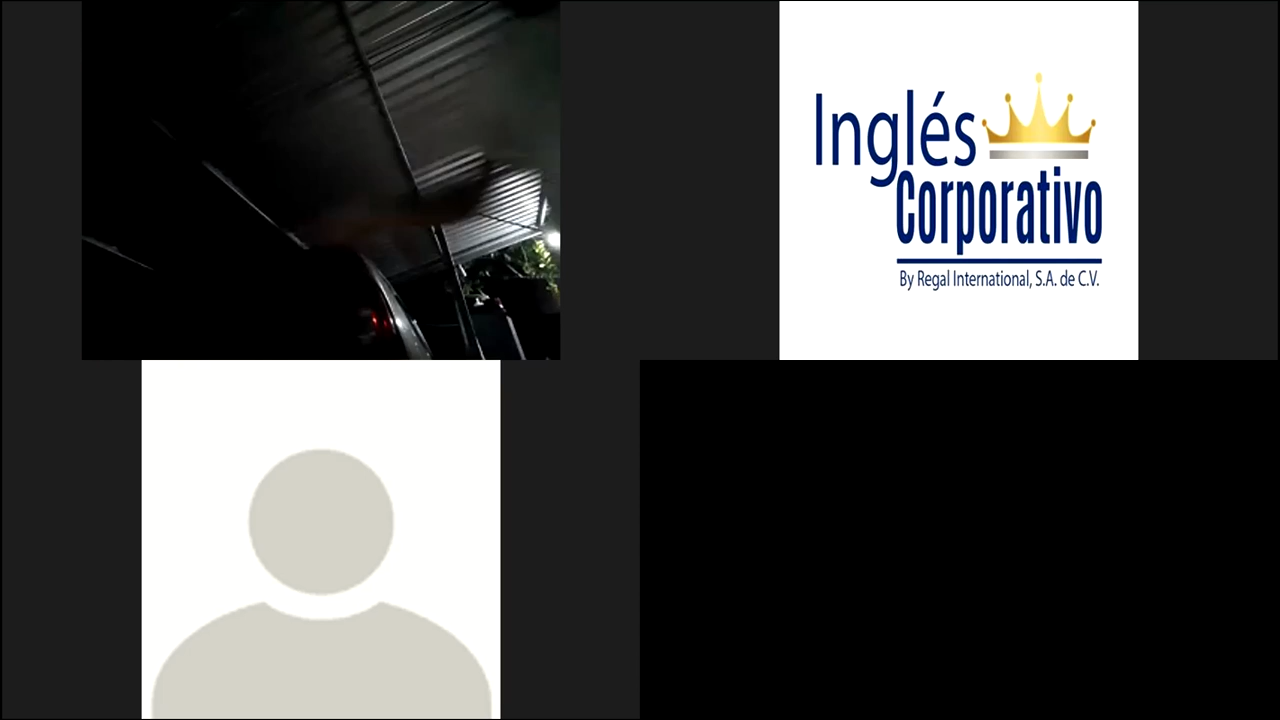 Inglés
Corporativo
By Regal International, S.A. de C.V.